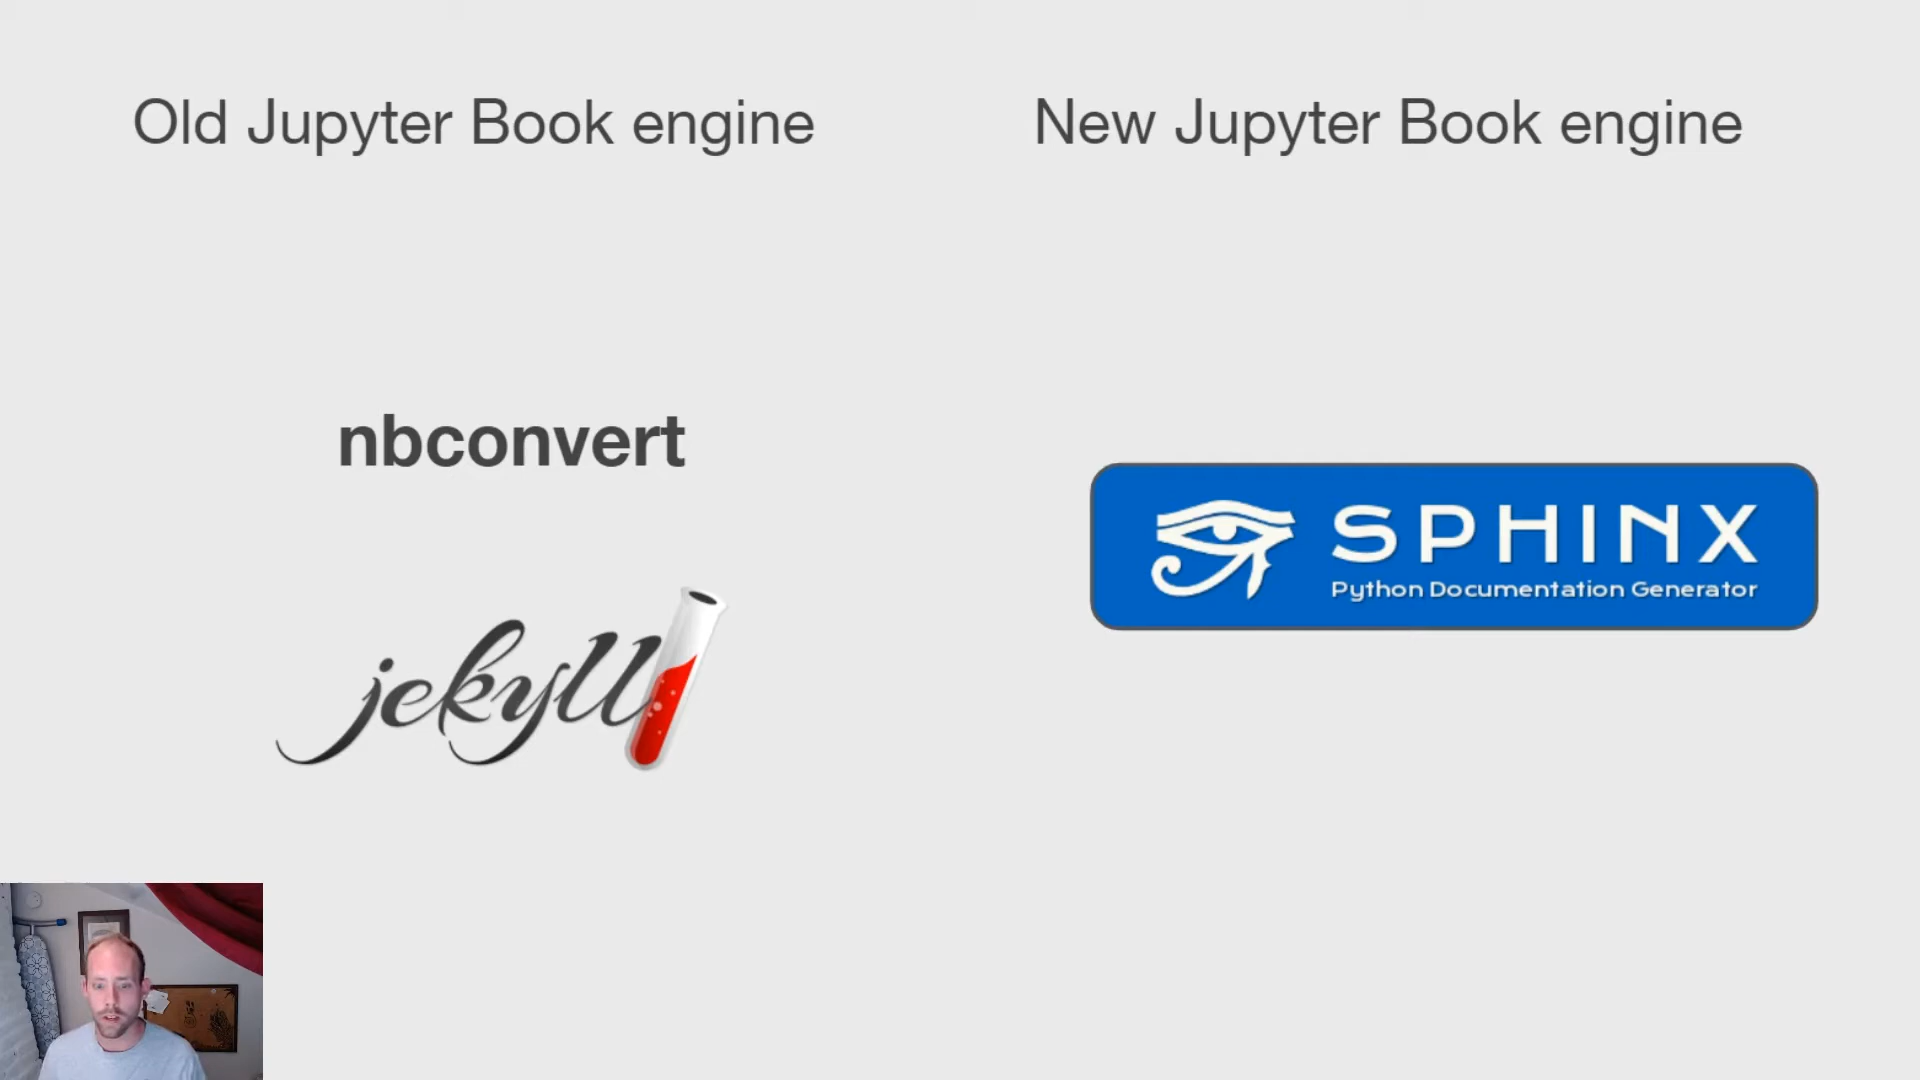 Old Jupyter Book engine
New Jupyter Book engine
nbconvert
jekyll
SPHINX
Python Documentation Generator